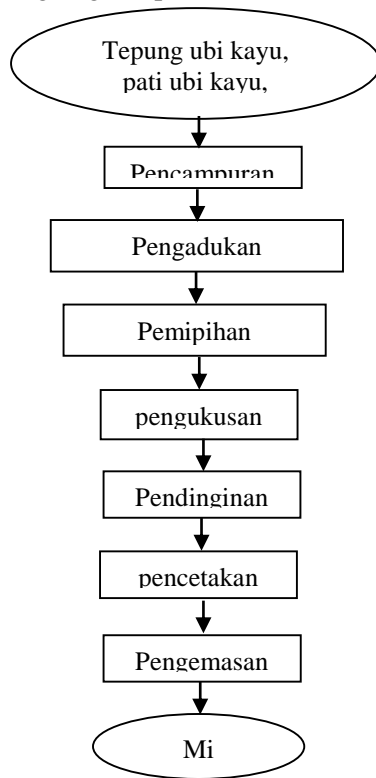 Tepung ubi kayu,
pati ubi kayu,
Pencampuran
Pengadukan
Pemipihan
pengukusan
Pendinginan
pencetakan
Pengemasan
Mi